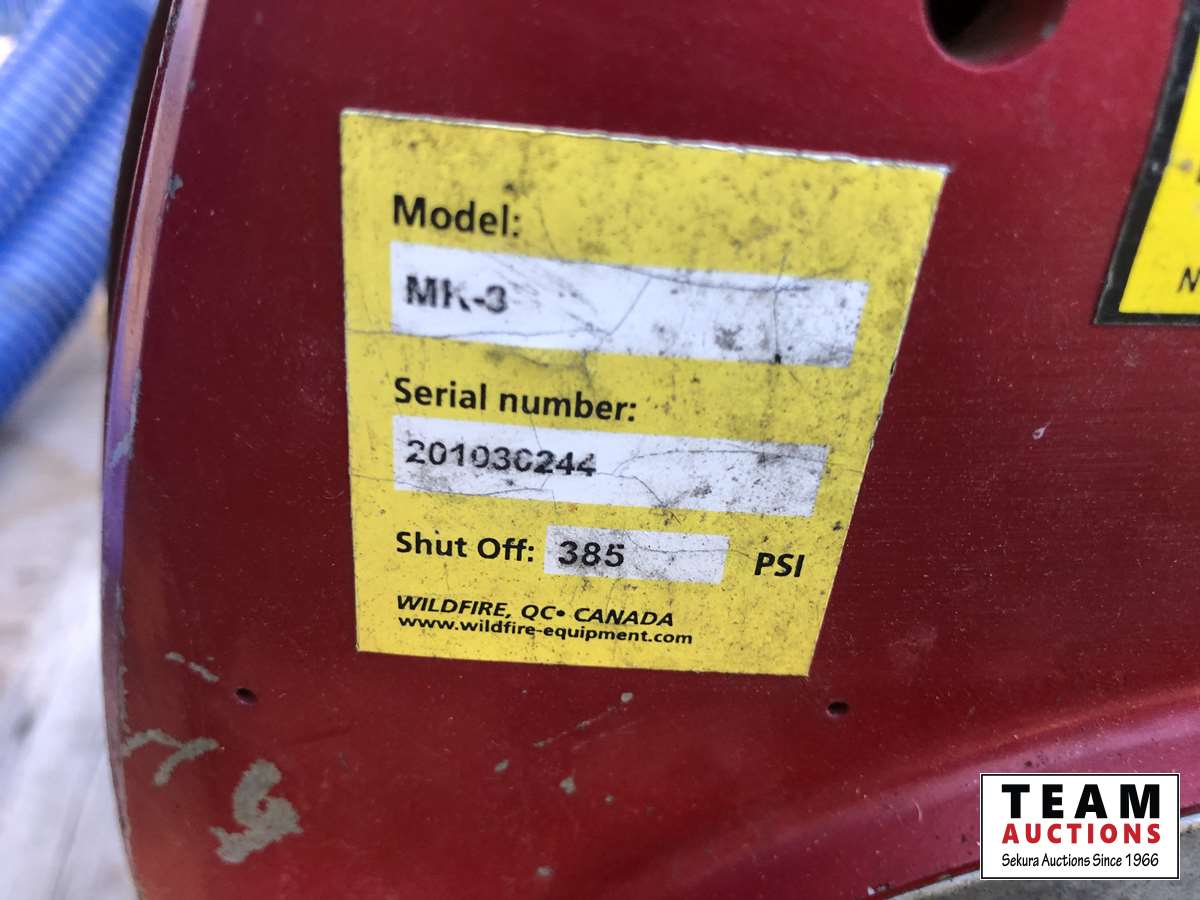 Model:
MK-3
Serial number:
201030244
Shut Off: 385 PSI
WILDFIRE, QC• CANADA
www.wildfire-equipment.com
N
TEAM
AUCTIONS
Sekura Auctions Since 1966